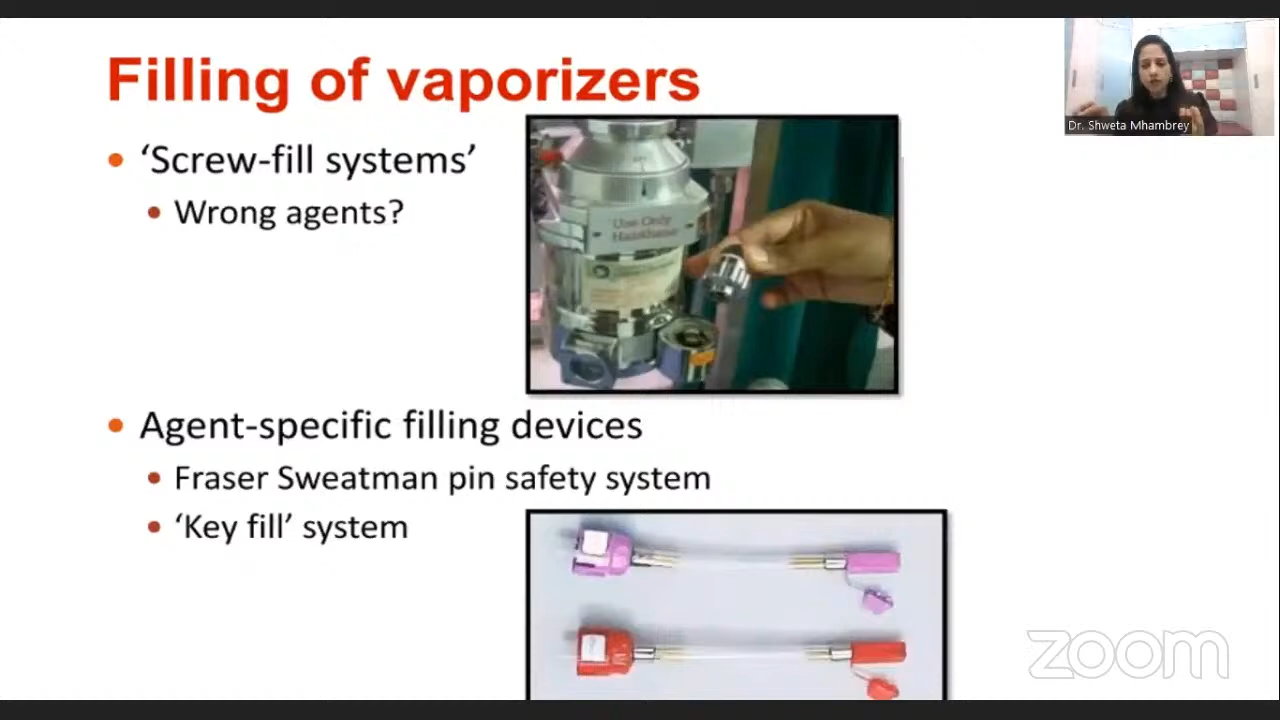 Filling of vaporizers
Dr. Shweta Mhambrey
• ‘Screw-fill systems’
• Wrong agents?
Use Only
Halothane
• Agent-specific filling devices
• Fraser Sweatman pin safety system
• ‘Key fill’ system
zoom